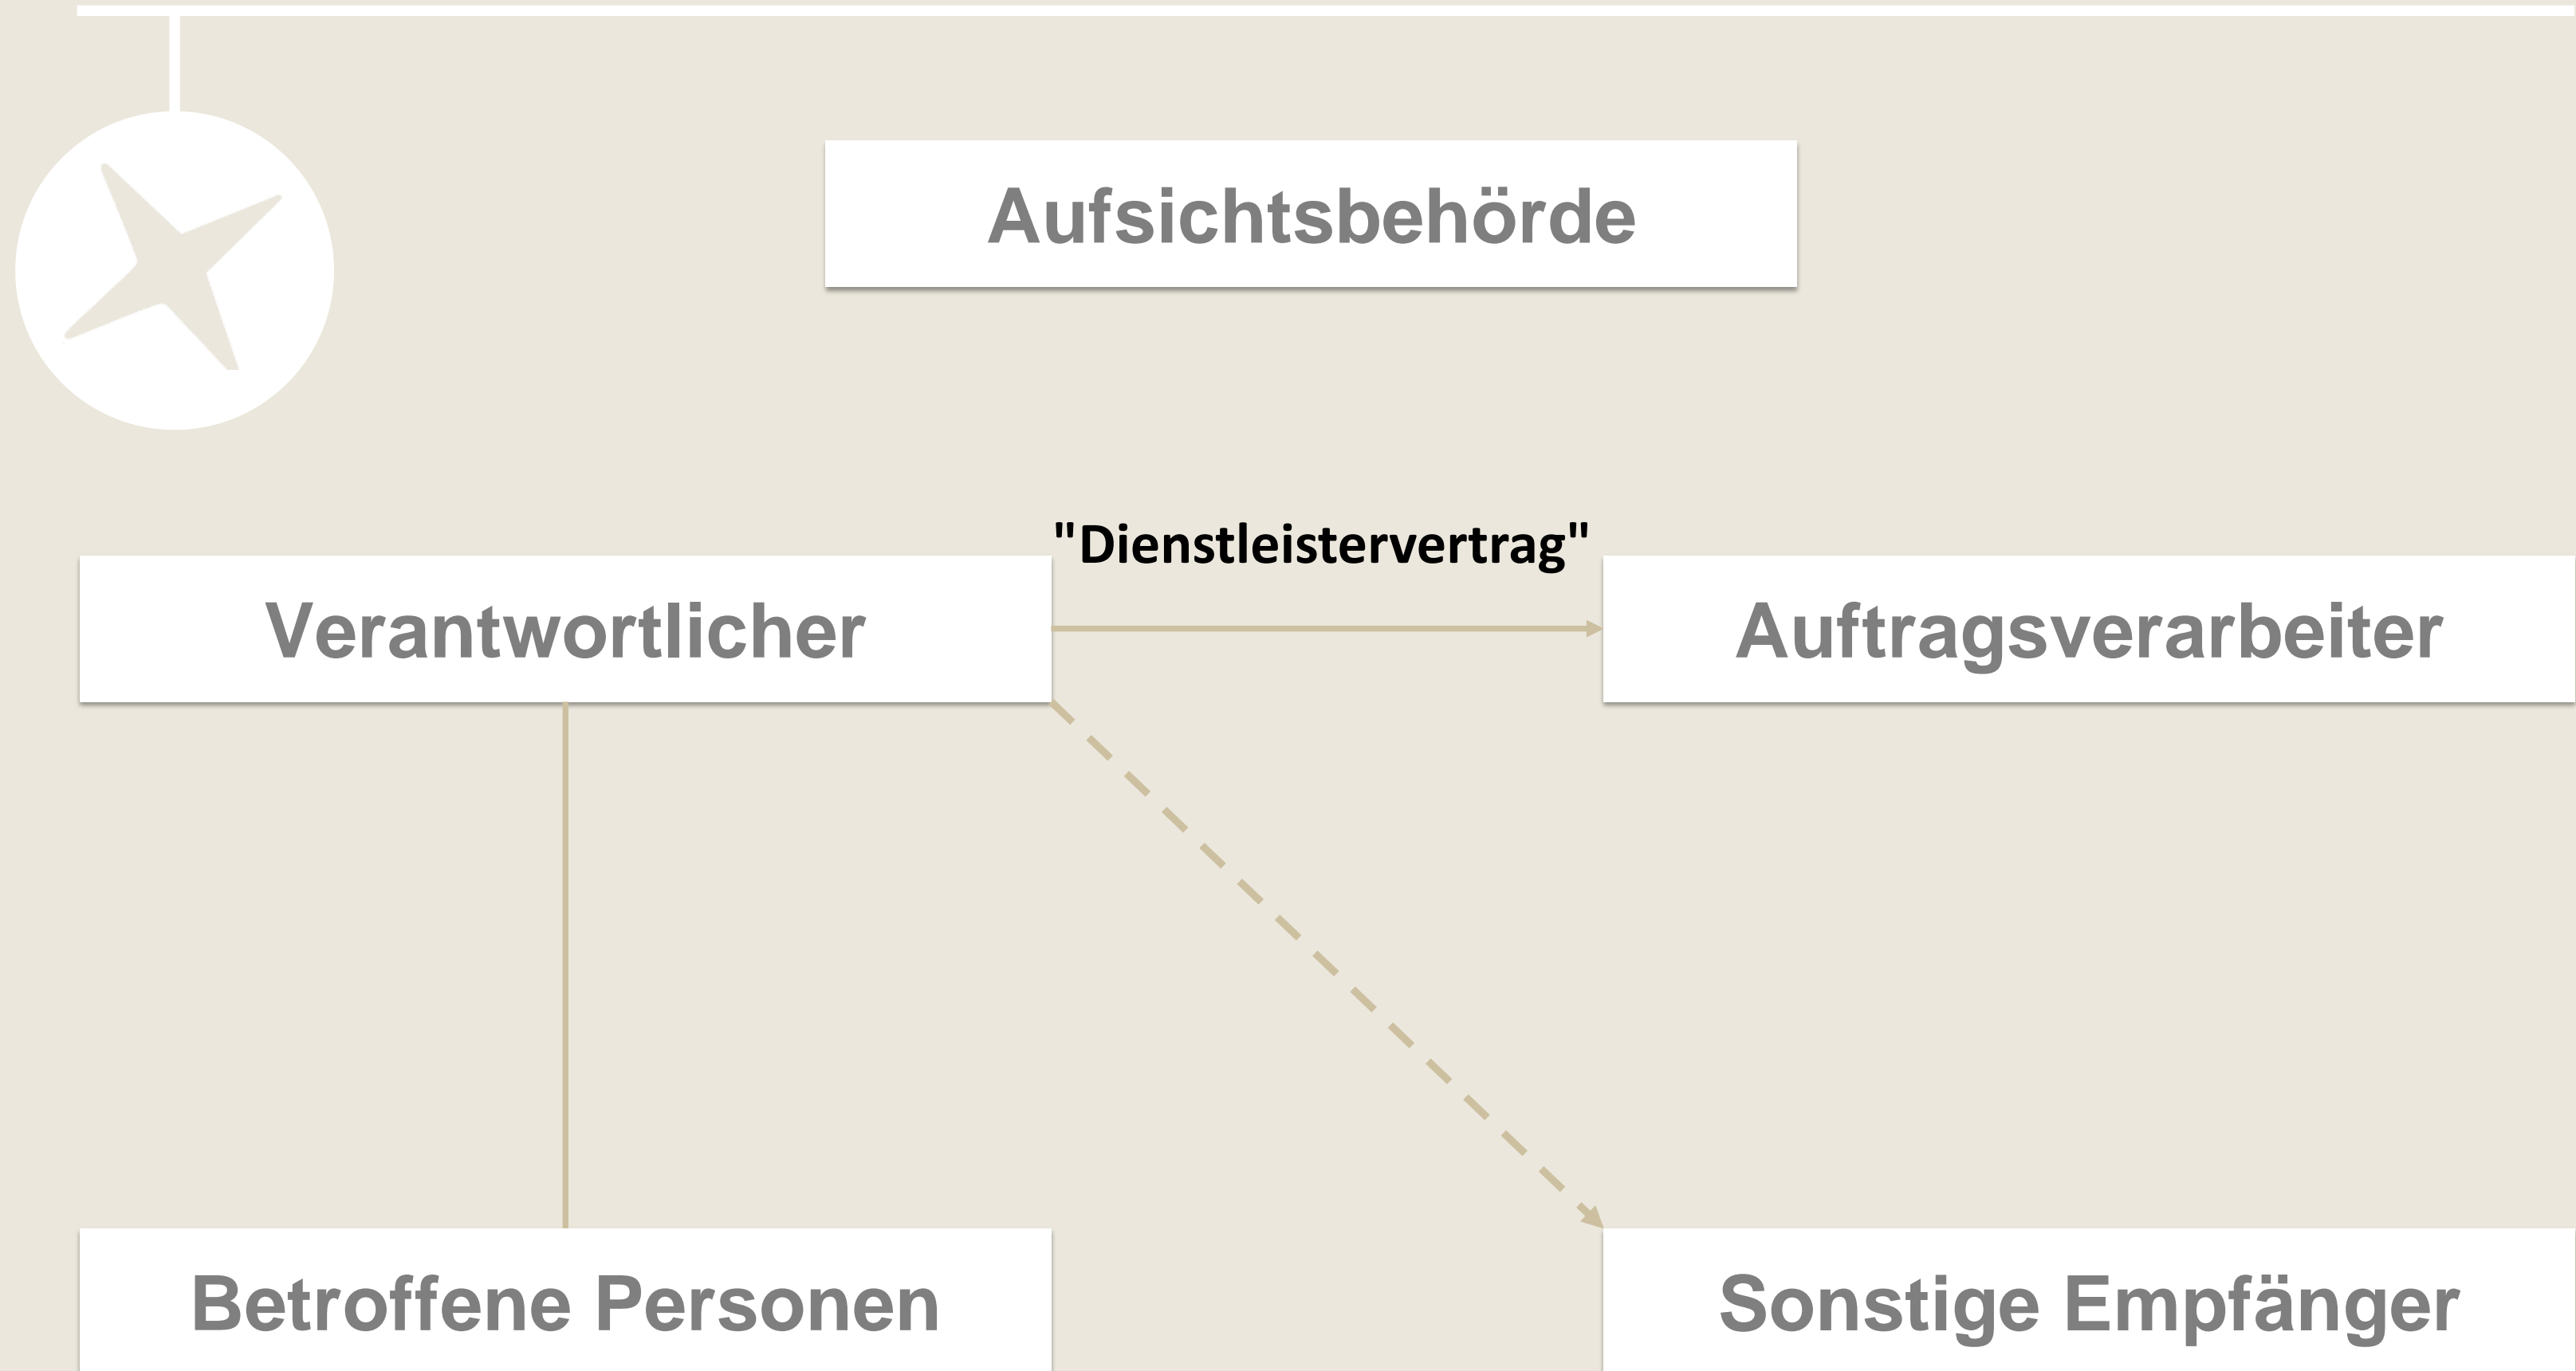 Aufsichtsbehörde
"Dienstleistervertrag"
Verantwortlicher
Auftragsverarbeiter
Betroffene Personen
Sonstige Empfänger